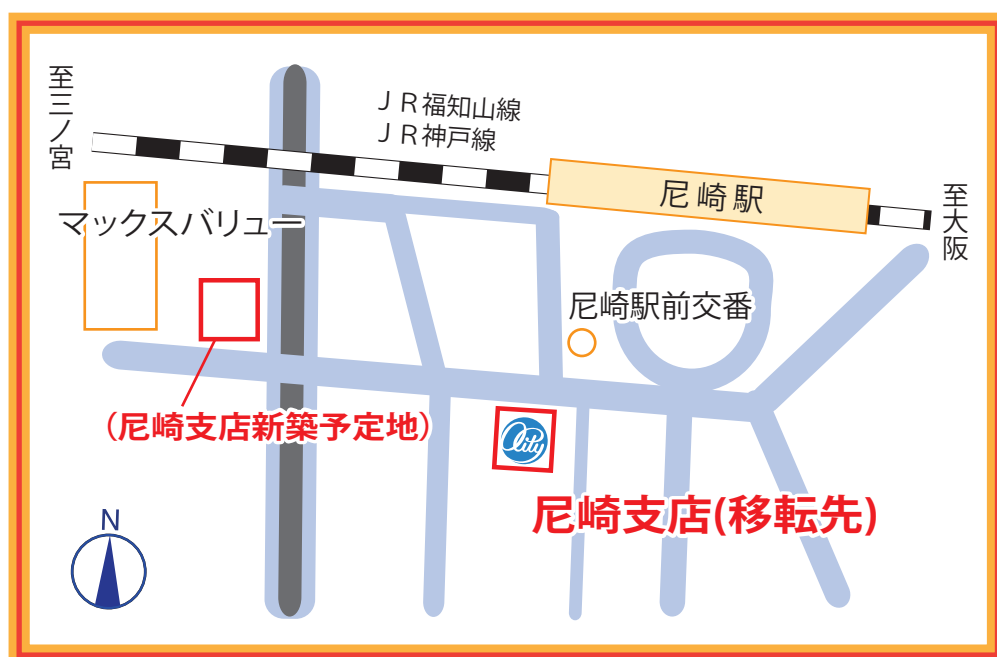 至三ノ宮
ＪＲ福知山線
ＪＲ神戸線
尼崎駅
至大阪
マックスバリュー
尼崎駅前交番
(尼崎支店新築予定地)
City
尼崎支店(移転先)
N